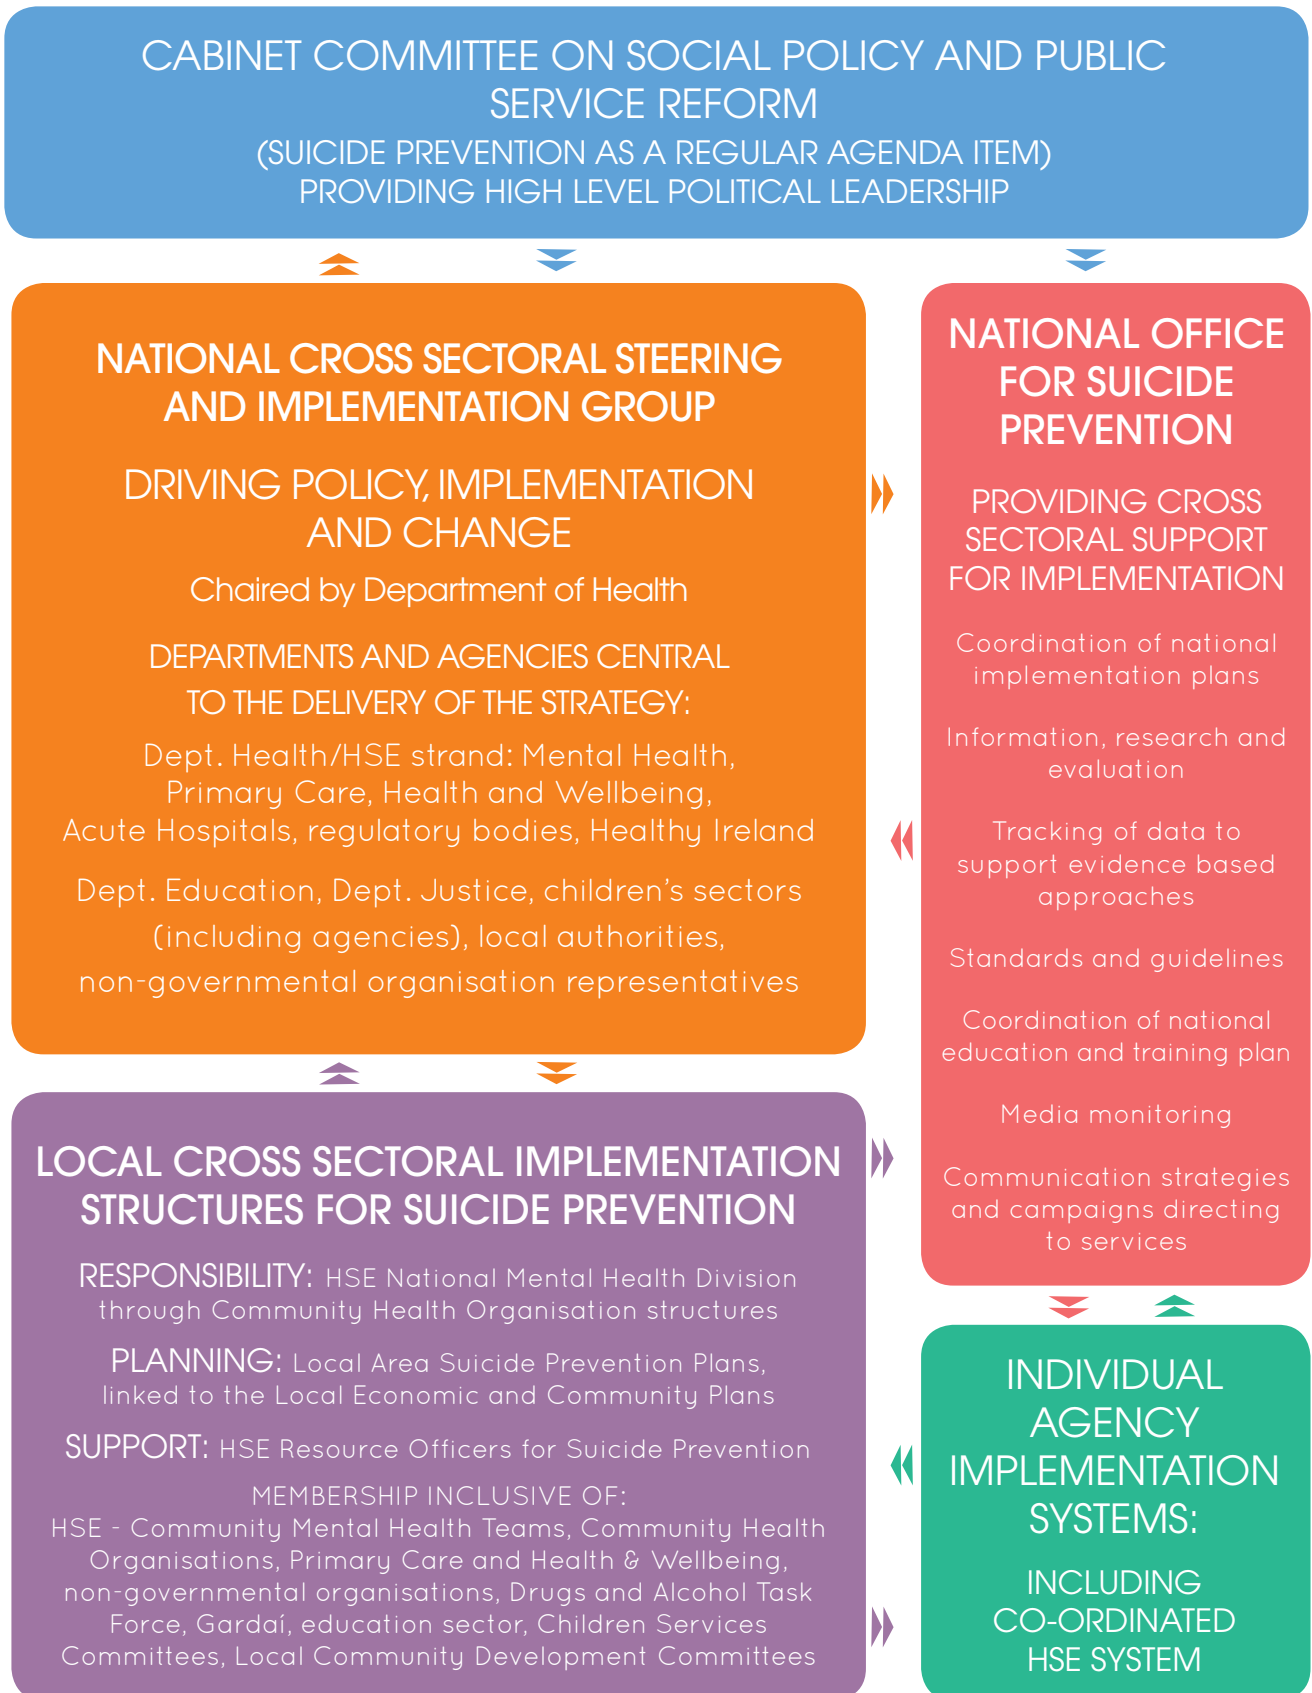 CABINET COMMITTEE ON SOCIAL POLICY AND PUBLIC
SERVICE REFORM
(SUICIDE PREVENTION AS A REGULAR AGENDA ITEM)
PROVIDING HIGH LEVEL POLITICAL LEADERSHIP
NATIONAL CROSS SECTORAL STEERING
AND IMPLEMENTATION GROUP
DRIVING POLICY, IMPLEMENTATION
AND CHANGE
Chaired by Department of Health
DEPARTMENTS AND AGENCIES CENTRAL
TO THE DELIVERY OF THE STRATEGY:
Dept. Health/HSE strand: Mental Health,
Primary Care, Health and Wellbeing,
Acute Hospitals, regulatory bodies, Healthy Ireland
Dept. Education, Dept. Justice, children's sectors
(including agencies), local authorities,
non-governmental organisation representatives
NATIONAL OFFICE
FOR SUICIDE
PREVENTION
PROVIDING CROSS
SECTORAL SUPPORT
FOR IMPLEMENTATION
Coordination of national
implementation plans
Information, research and
evaluation
Tracking of data to
support evidence based
approaches
Standards and guidelines
Coordination of national
education and training plan
Media monitoring
Communication strategies
and campaigns directing
to services
LOCAL CROSS SECTORAL IMPLEMENTATION
STRUCTURES FOR SUICIDE PREVENTION
RESPONSIBILITY: HSE National Mental Health Division
through Community Health Organisation structures
PLANNING: Local Area Suicide Prevention Plans,
linked to the Local Economic and Community Plans
SUPPORT: HSE Resource Officers for Suicide Prevention
MEMBERSHIP INCLUSIVE OF:
HSE - Community Mental Health Teams, Community Health
Organisations, Primary Care and Health & Wellbeing,
non-governmental organisations, Drugs and Alcohol Task
Force, Gardaí, education sector, Children Services
Committees, Local Community Development Committees
INDIVIDUAL
AGENCY
IMPLEMENTATION
SYSTEMS:
INCLUDING
CO-ORDINATED
HSE SYSTEM